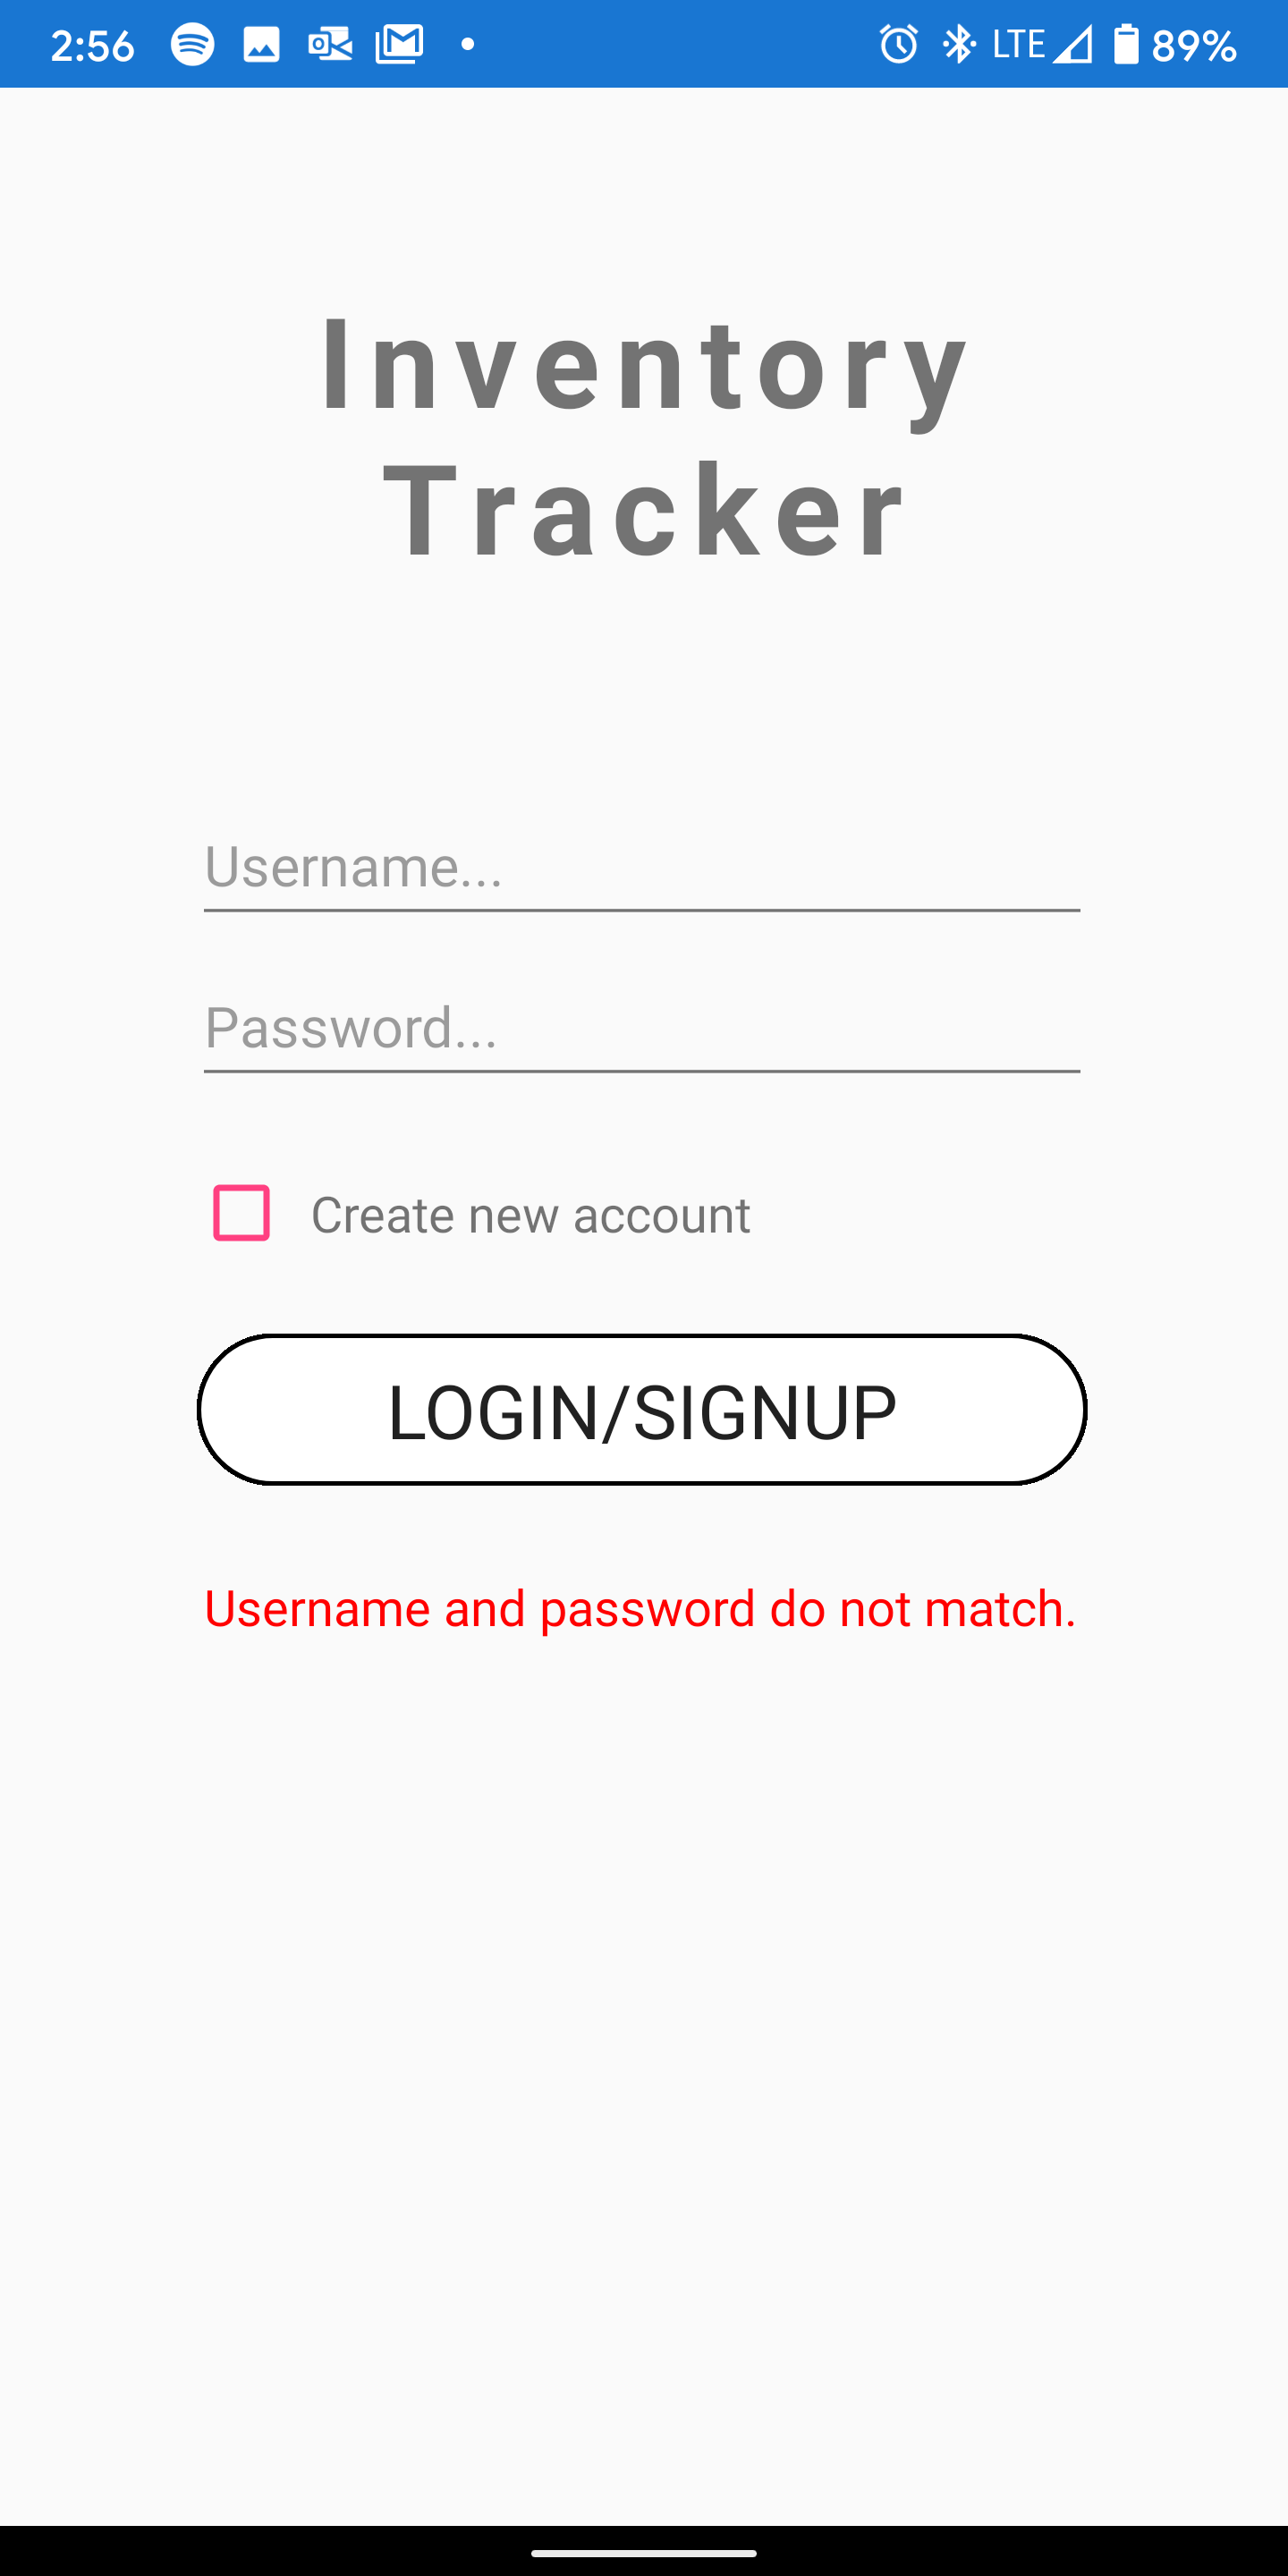 2:56 LTE 89%
Inventory
Tracker
Username...
Password...
Create new account
LOGIN/SIGNUP
Username and password do not match.